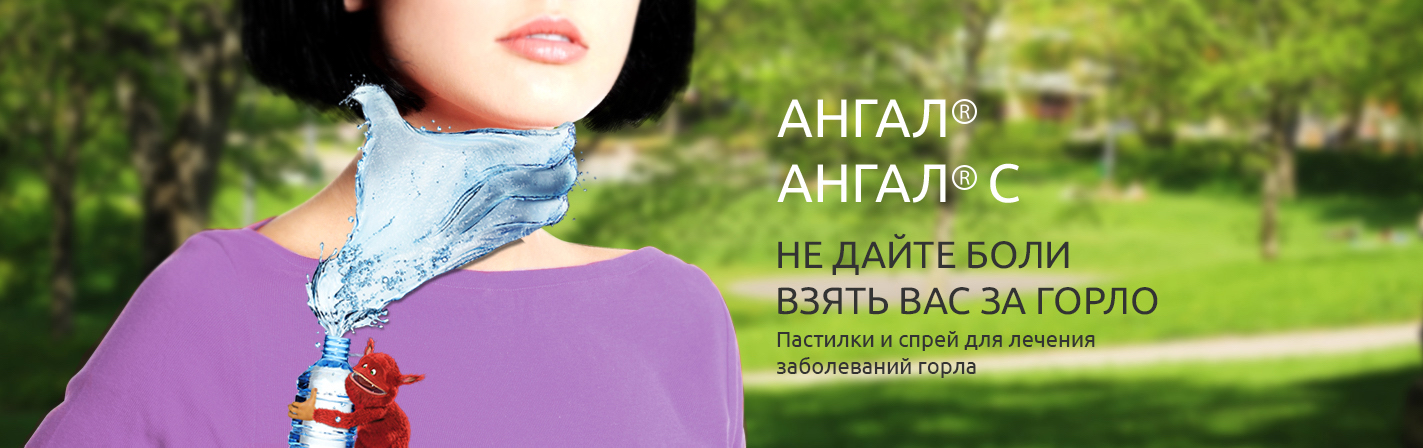 АНГАЛ®
АНГАЛ® С
НЕ ДАЙТЕ БОЛИ
ВЗЯТЬ ВАС ЗА ГОРЛО
Пастилки и спрей для лечения
заболеваний горла